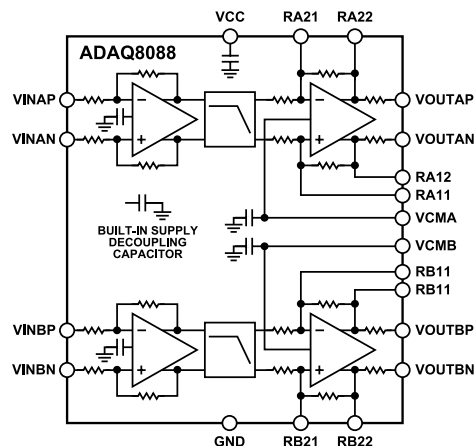 VCC
RA21
RA22
ADAQ8088
VINAP
VOUTAP
VINAN
VOUTAN
RA12
RA11
VCMA
BUILT-IN SUPPLY
DECOUPLING
CAPACITOR
VCMB
RB11
RB11
VINBP
VOUTBP
VINBN
VOUTBN
GND
RB21
RB22